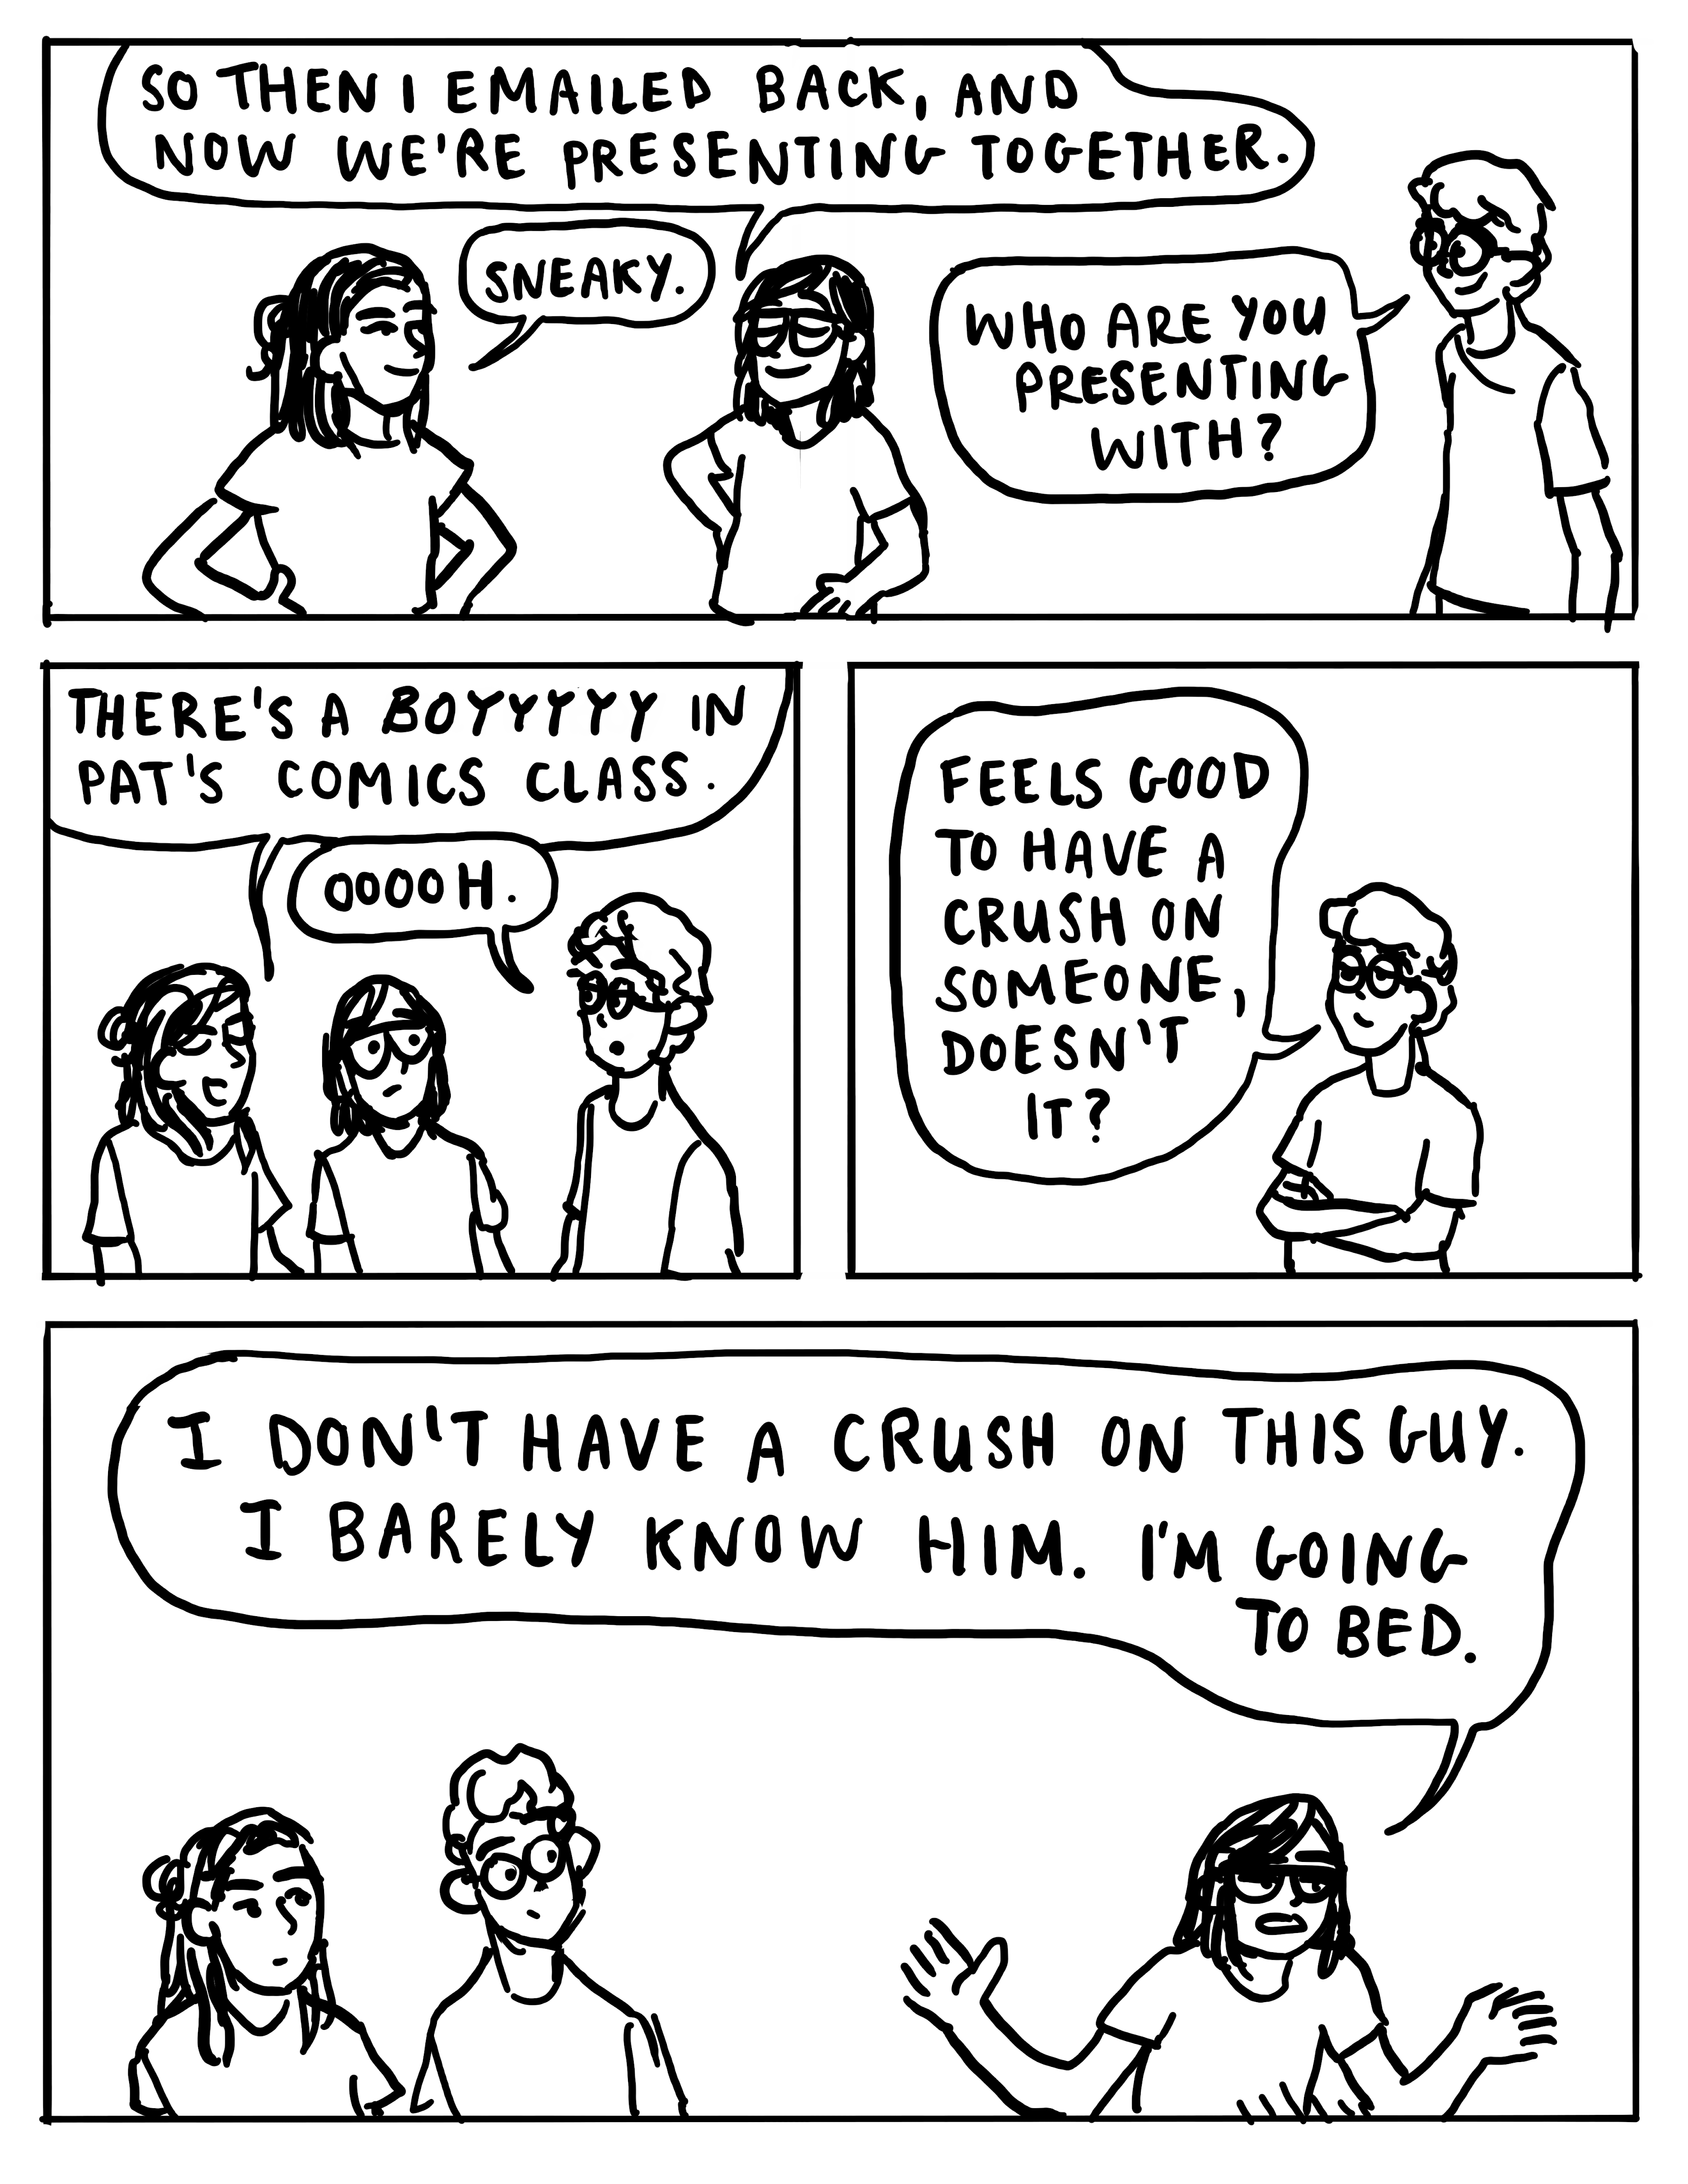 SO THEN I EMAILED BACK, AND
NOW WE'RE PRESENTING TOGETHER.
SNEAKY.
WHO ARE YOU
PRESENTING
WITH?
THERE'S A BOYYYYYY IN
PAT'S COMICS CLASS.
OOOOH.
FEELS GOOD
TO HAVE A
CRUSH ON
SOMEONE,
DOESN'T
IT?
I DON'T HAVE A CRUSH ON THIS GUY.
I BARELY KNOW HIM. I'M GOING
TO BED.